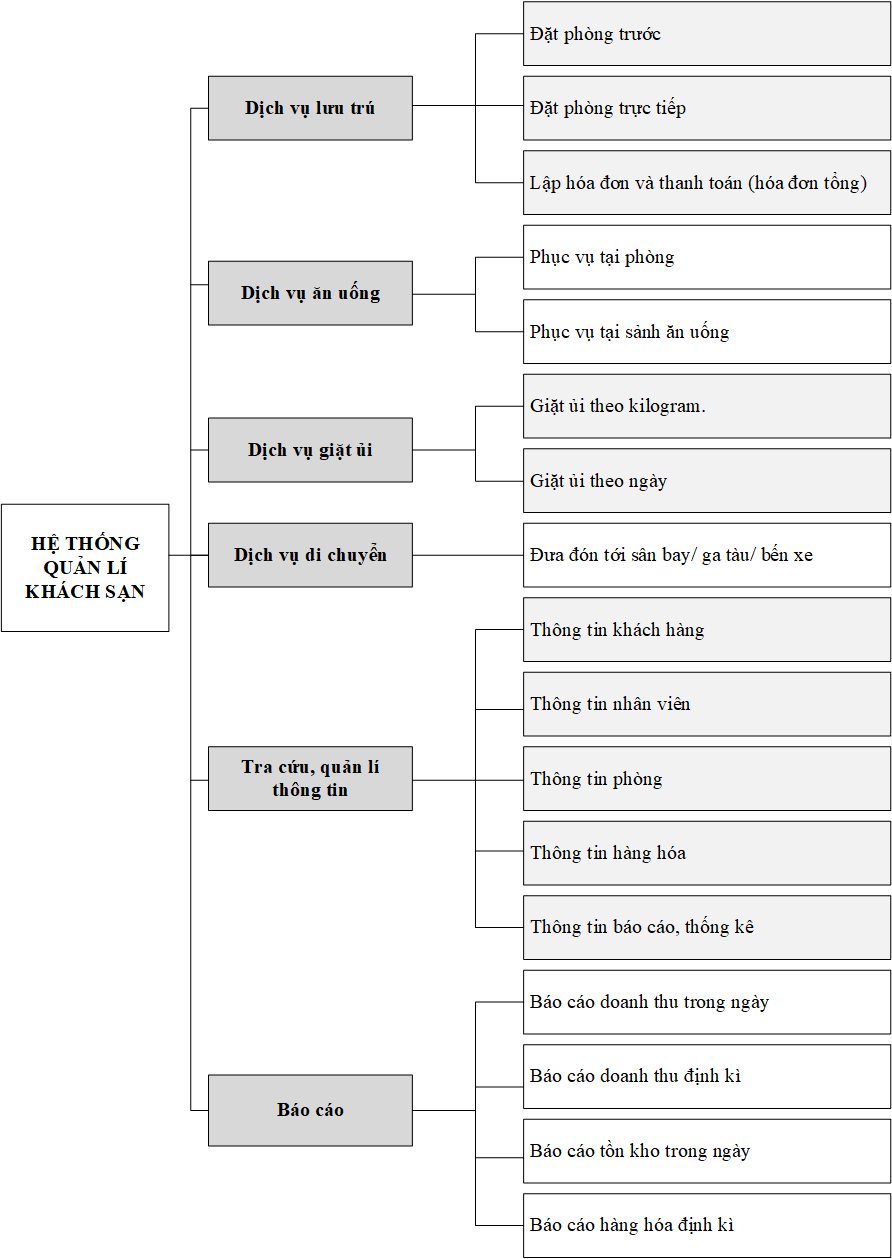 HỆ THỐNG
QUẢN LÍ
KHÁCH SẠN
Dịch vụ lưu trú
Đặt phòng trước
Đặt phòng trực tiếp
Lập hóa đơn và thanh toán (hóa đơn tổng)
Dịch vụ ăn uống
Phục vụ tại phòng
Phục vụ tại sảnh ăn uống
Dịch vụ giặt ủi
Giặt ủi theo kilogram.
Giặt ủi theo ngày
Dịch vụ di chuyển
Đưa đón tới sân bay/ ga tàu/ bến xe
Tra cứu, quản lí
thông tin
Thông tin khách hàng
Thông tin nhân viên
Thông tin phòng
Thông tin hàng hóa
Thông tin báo cáo, thống kê
Báo cáo
Báo cáo doanh thu trong ngày
Báo cáo doanh thu định kì
Báo cáo tồn kho trong ngày
Báo cáo hàng hóa định kì